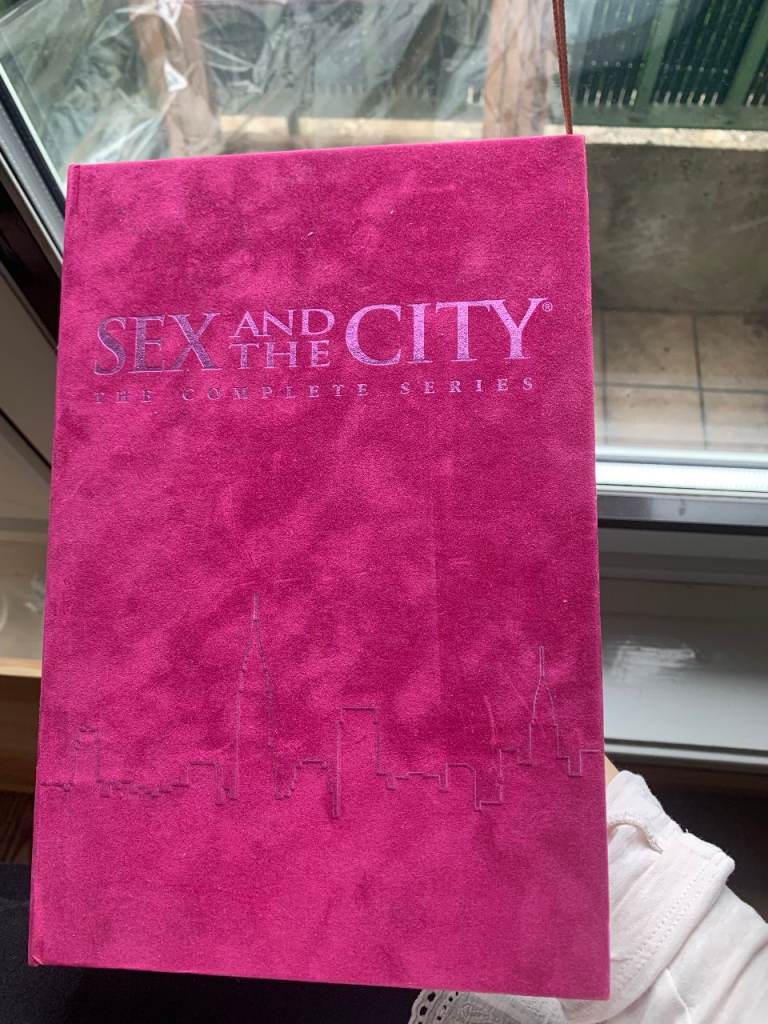 SEX AND THE CITY®
THE COMPLETE SERIES